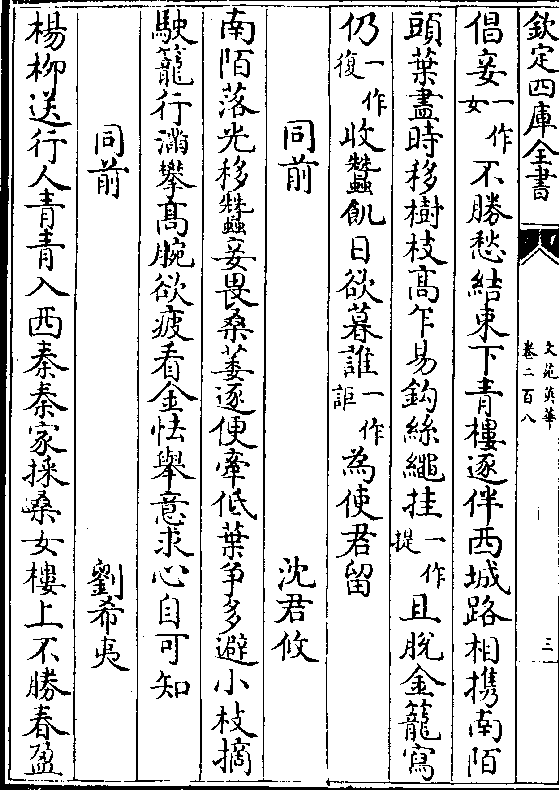 欽定四庫全書
文苑英華
卷二百八
三
倡妾一作女不勝愁結束下青樓逐伴西城路相携南陌
頭葉盡時移樹枝高乍易鈎絲繩挂一作提且脱金籠寫
仍一作復收蠶飢日欲暮誰一作詎為使君留
同前 沈君攸
南陌落光移蠶妾畏桑萎逐便牽低葉爭多避小枝摘
駛籠行滿攀高腕欲疲看金怯舉意求心自可知
同前 劉希夷
楊柳送行人青青入西秦秦家採桑女樓上不勝春盈